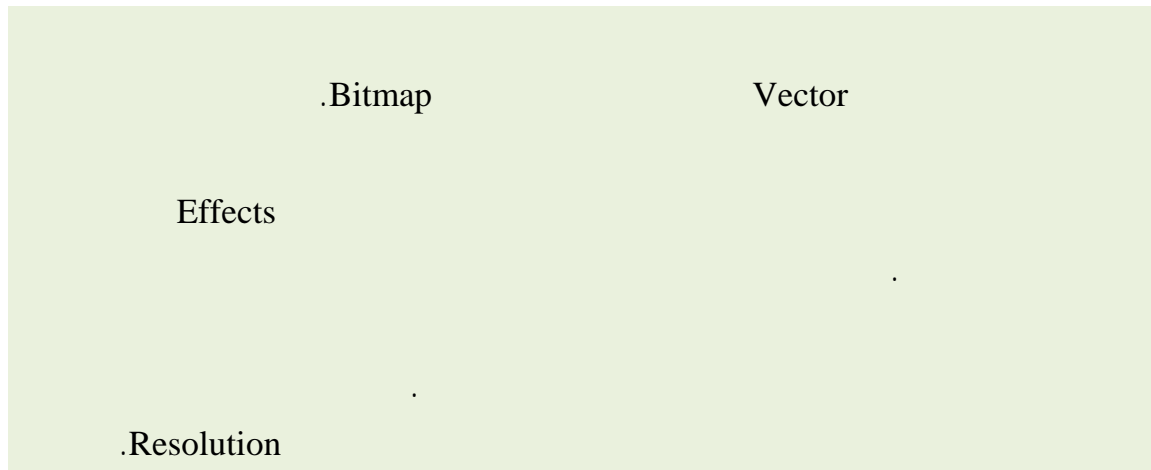 Vector .Bitmap
Effects
.
.
.Resolution